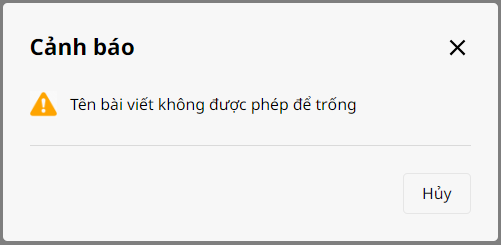 Cảnh báo
Tên bài viết không được phép để trống
Hủy